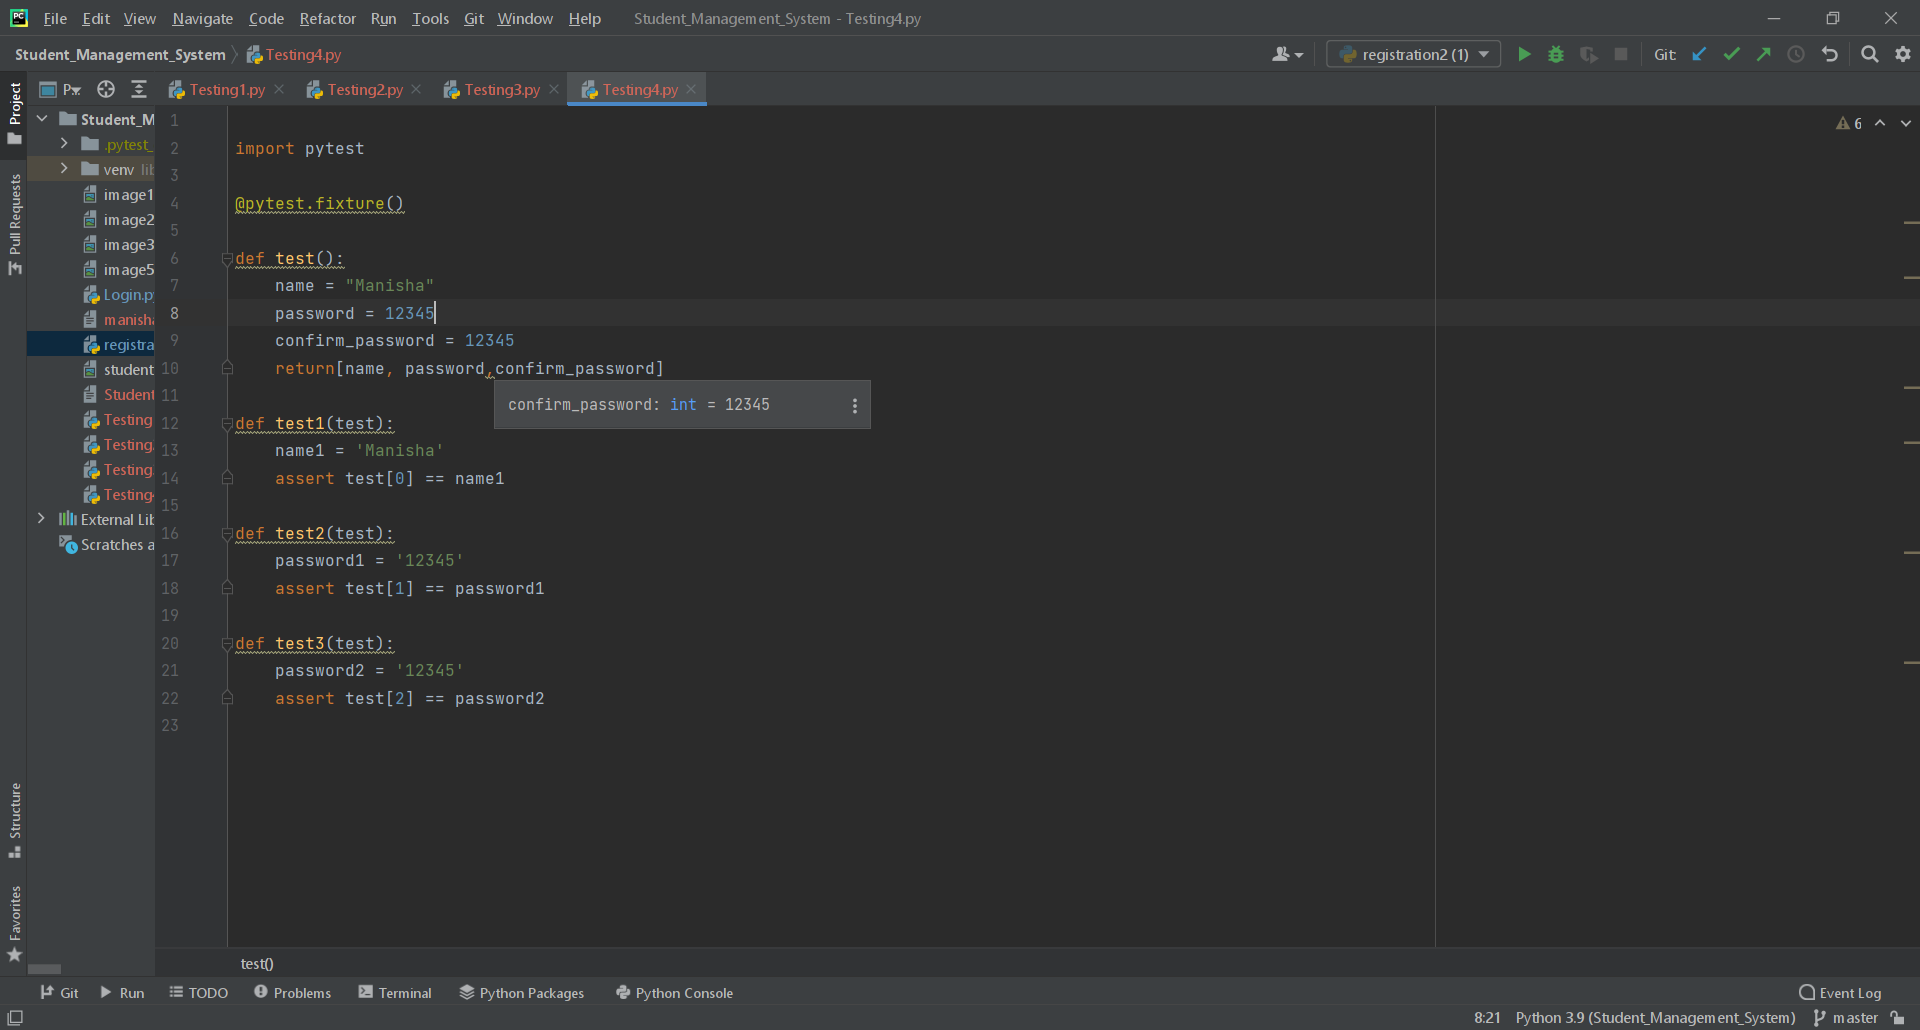 File Edit View Navigate Code Refactor Run Tools Git Window Help Student_Management_System - Testing4.py
Student_Management_System Testing4.py registration2 (1) Git:
P... Testing1.py Testing2.py Testing3.py Testing4.py
Project
Pull Requests
Structure
Favorites
Student_M
.pytest_
venv lib
image1
image2
image3
image5
Login.py
manisha
registra
student
Student
Testing
Testing
Testing
Testing
External Lib
Scratches a
6
1
2 import pytest
3
4 @pytest.fixture()
5
6 def test():
7 name = "Manisha"
8 password = 12345
9 confirm_password = 12345
10 return[name, password,confirm_password]
confirm_password: int = 12345
11
12 def test1(test):
13 name1 = 'Manisha'
14 assert test[0] == name1
15
16 def test2(test):
17 password1 = '12345'
18 assert test[1] == password1
19
20 def test3(test):
21 password2 = '12345'
22 assert test[2] == password2
23
test()
Git Run TODO Problems Terminal Python Packages Python Console Event Log
8:21 Python 3.9 (Student_Management_System) master